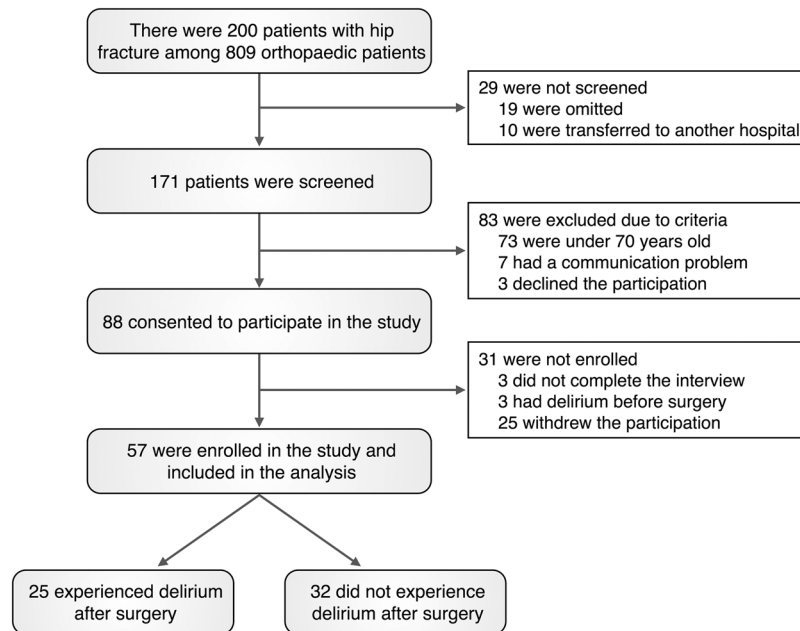 There were 200 patients with hip
fracture among 809 orthopaedic patients
29 were not screened
19 were omitted
10 were transferred to another hospital
171 patients were screened
83 were excluded due to criteria
73 were under 70 years old
7 had a communication problem
3 declined the participation
88 consented to participate in the study
31 were not enrolled
3 did not complete the interview
3 had delirium before surgery
25 withdrew the participation
57 were enrolled in the study and
included in the analysis
25 experienced delirium
after surgery
32 did not experience
delirium after surgery